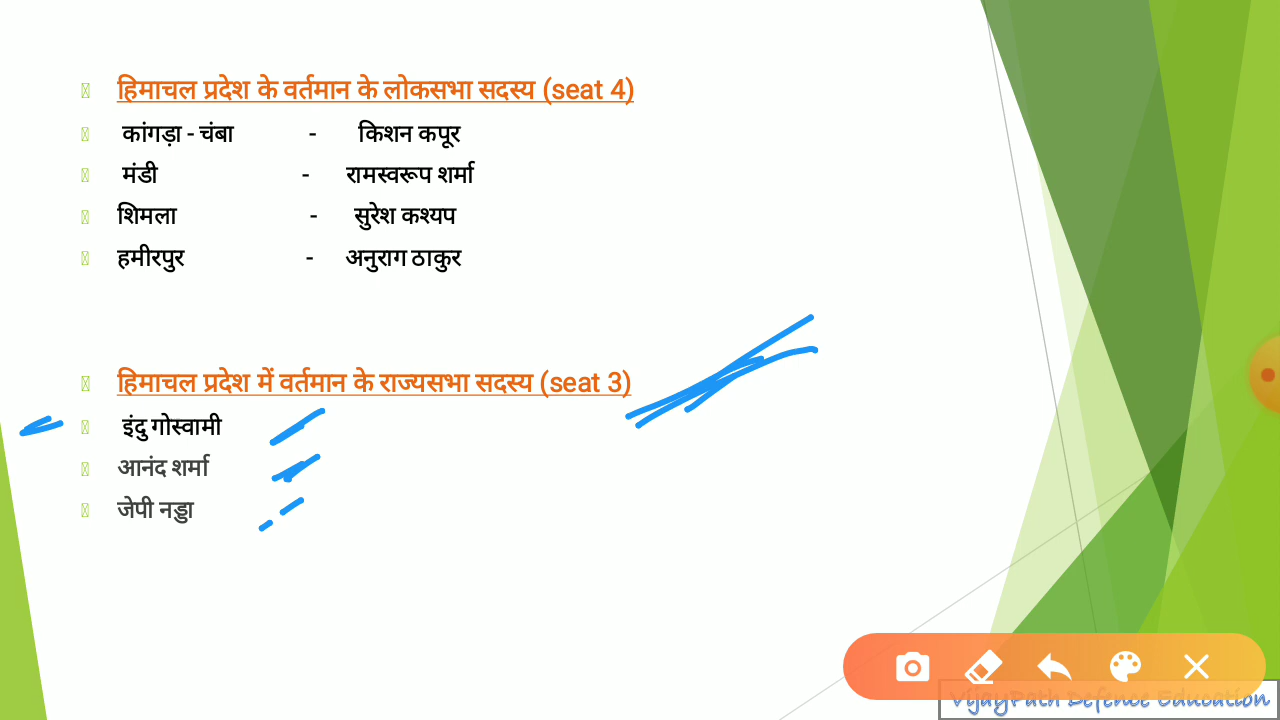 हिमाचल प्रदेश के वर्तमान के लोकसभा सदस्य (seat 4)
कांगड़ा - चंबा - किशन कपूर
मंडी - रामस्वरूप शर्मा
शिमला - सुरेश कश्यप
हमीरपुर - अनुराग ठाकुर
हिमाचल प्रदेश में वर्तमान के राज्यसभा सदस्य (seat 3)
इंदु गोस्वामी
आनंद शर्मा
जेपी नड्डा
VijayPath Defence Education